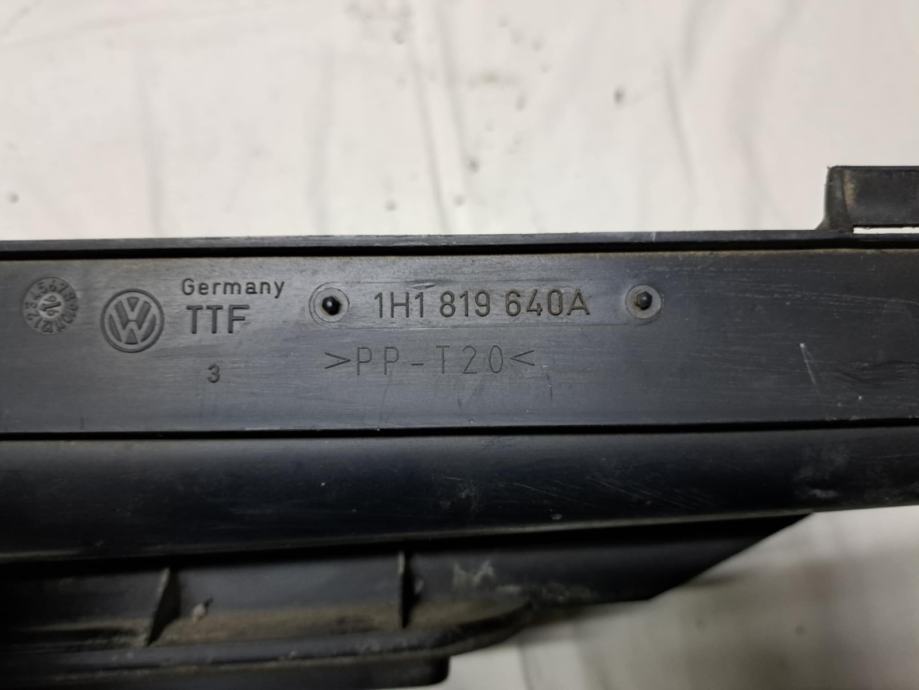 Germany
TTF
3
1H1 819 640A
>PP-T20<